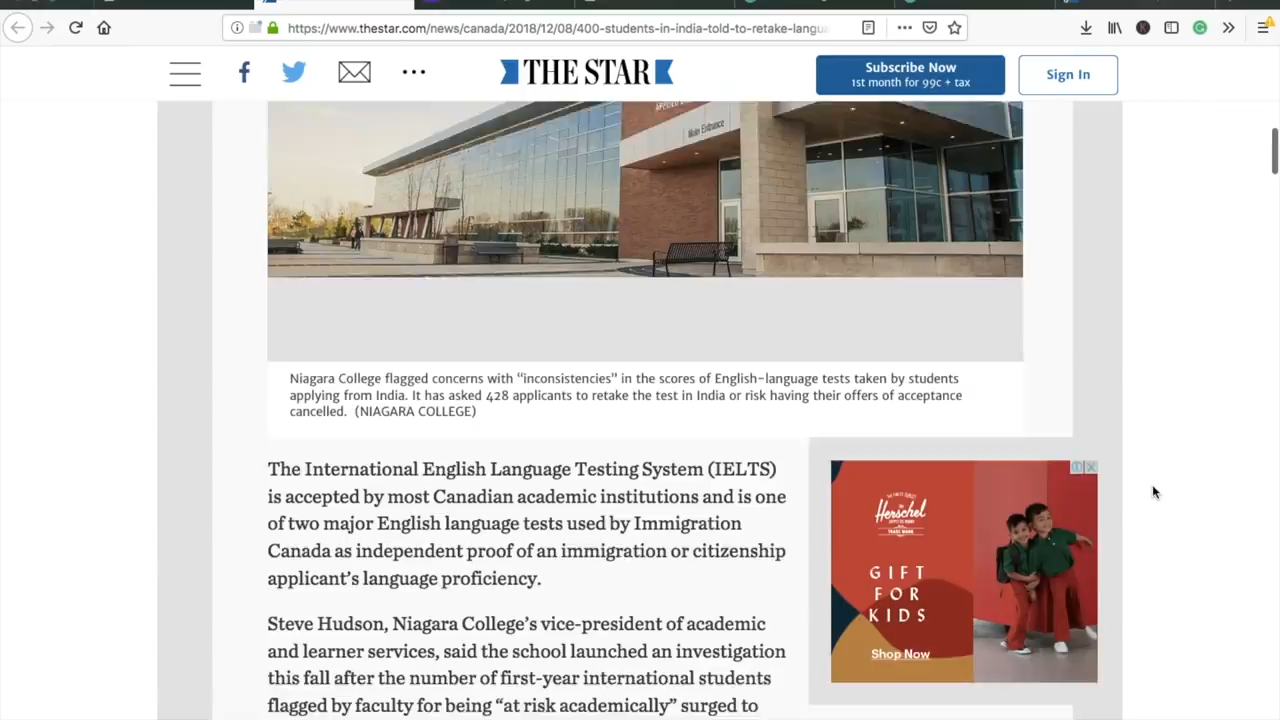 https://www.thestar.com/news/canada/2018/12/08/400-students-in-india-told-to-retake-langu
THE STAR
Subscribe Now
1st month for 99c + tax
Sign In
Main Entrance
Niagara College flagged concerns with “inconsistencies” in the scores of English-language tests taken by students
applying from India. It has asked 428 applicants to retake the test in India or risk having their offers of acceptance
cancelled. (NIAGARA COLLEGE)
The International English Language Testing System (IELTS)
is accepted by most Canadian academic institutions and is one
of two major English language tests used by Immigration
Canada as independent proof of an immigration or citizenship
applicant’s language proficiency.
Steve Hudson, Niagara College’s vice-president of academic
and learner services, said the school launched an investigation
this fall after the number of first-year international students
flagged by faculty for being “at risk academically” surged to
Herschel
TRADE MARK
GIFT
FOR
KIDS
Shop Now